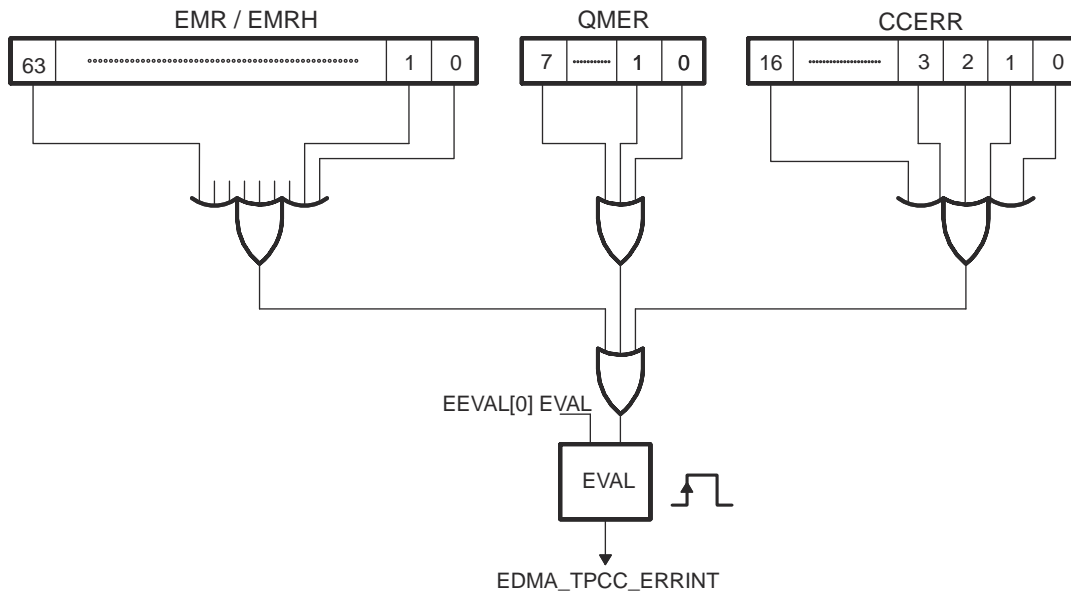 EMR / EMRH
QMER
CCERR
63 1 0
7 1 0
16 3 2 1 0
EEVAL[0] EVAL
EVAL
EDMA_TPCC_ERRINT